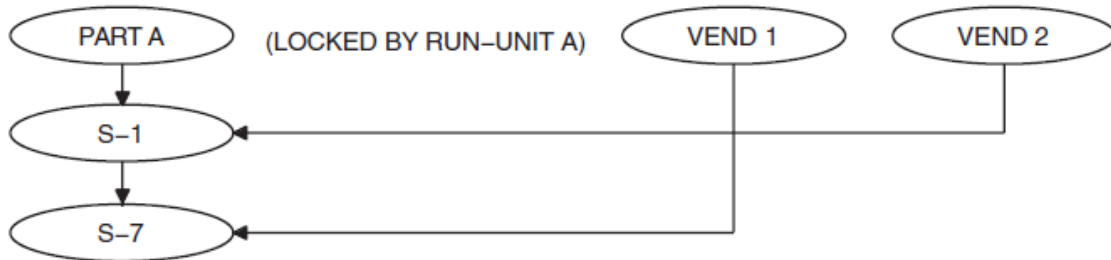 PART A
(LOCKED BY RUN–UNIT A)
VEND 1
VEND 2
S–1
S–7